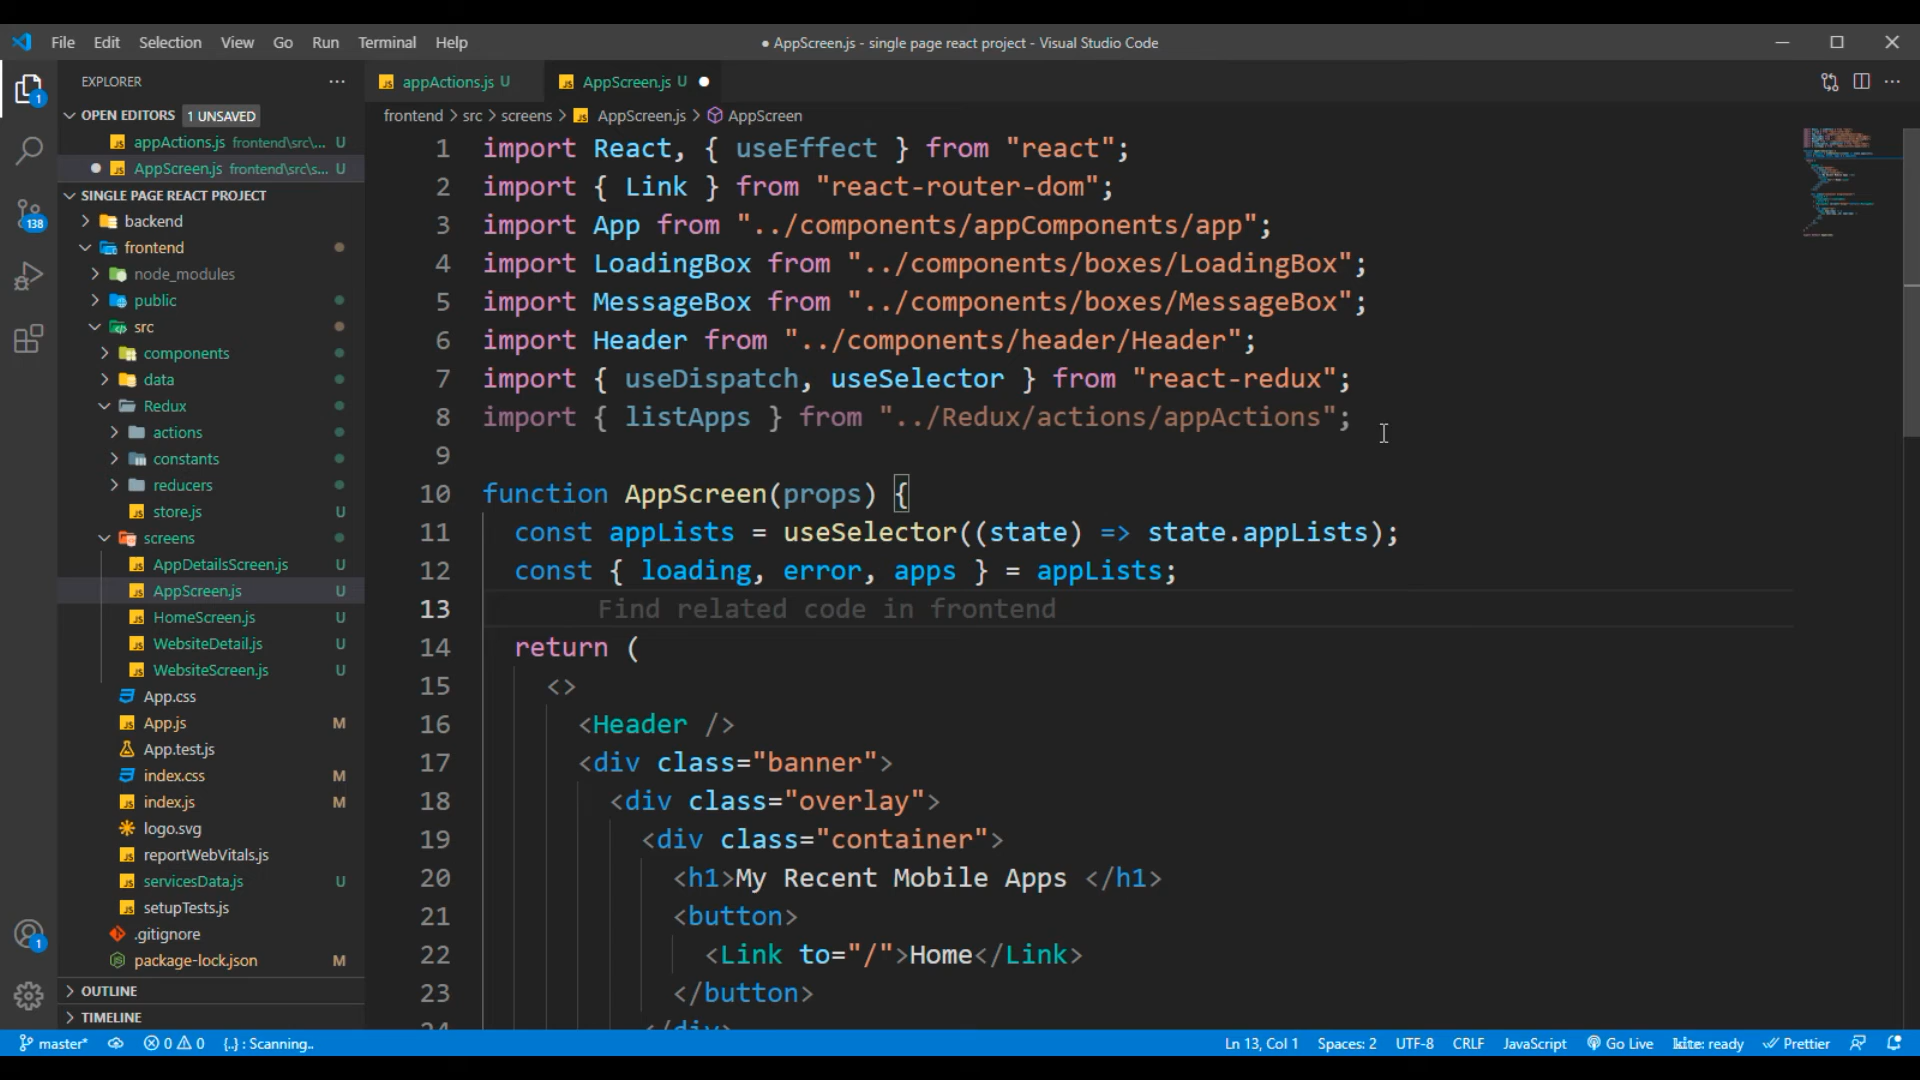 File Edit Selection View Go Run Terminal Help
● AppScreen.js - single page react project - Visual Studio Code
EXPLORER
OPEN EDITORS 1 UNSAVED
appActions.js frontend\src\... U
AppScreen.js frontend\src\s... U
SINGLE PAGE REACT PROJECT
backend
frontend
node_modules
public
src
components
data
Redux
actions
constants
reducers
store.js U
screens
AppDetailsScreen.js U
AppScreen.js U
HomeScreen.js U
WebsiteDetail.js U
WebsiteScreen.js U
App.css
App.js M
App.test.js
index.css M
index.js M
logo.svg
reportWebVitals.js
servicesData.js U
setupTests.js
.gitignore
package-lock.json M
OUTLINE
TIMELINE
1
138
1
appActions.js U AppScreen.js U ●
frontend > src > screens > AppScreen.js > AppScreen
1 import React, { useEffect } from "react";
2 import { Link } from "react-router-dom";
3 import App from "../components/appComponents/app";
4 import LoadingBox from "../components/boxes/LoadingBox";
5 import MessageBox from "../components/boxes/MessageBox";
6 import Header from "../components/header/Header";
7 import { useDispatch, useSelector } from "react-redux";
8 import { listApps } from "../Redux/actions/appActions";
9
10 function AppScreen(props) {
11 const appLists = useSelector((state) => state.appLists);
12 const { loading, error, apps } = appLists;
13 Find related code in frontend
14 return (
15 <>
16 <Header />
17 <div class="banner">
18 <div class="overlay">
19 <div class="container">
20 <h1>My Recent Mobile Apps </h1>
21 <button>
22 <Link to="/">Home</Link>
23 </button>
24 </div>
master* 0 0 {..} : Scanning.. Ln 13, Col 1 Spaces: 2 UTF-8 CRLF JavaScript Go Live kite: ready Prettier